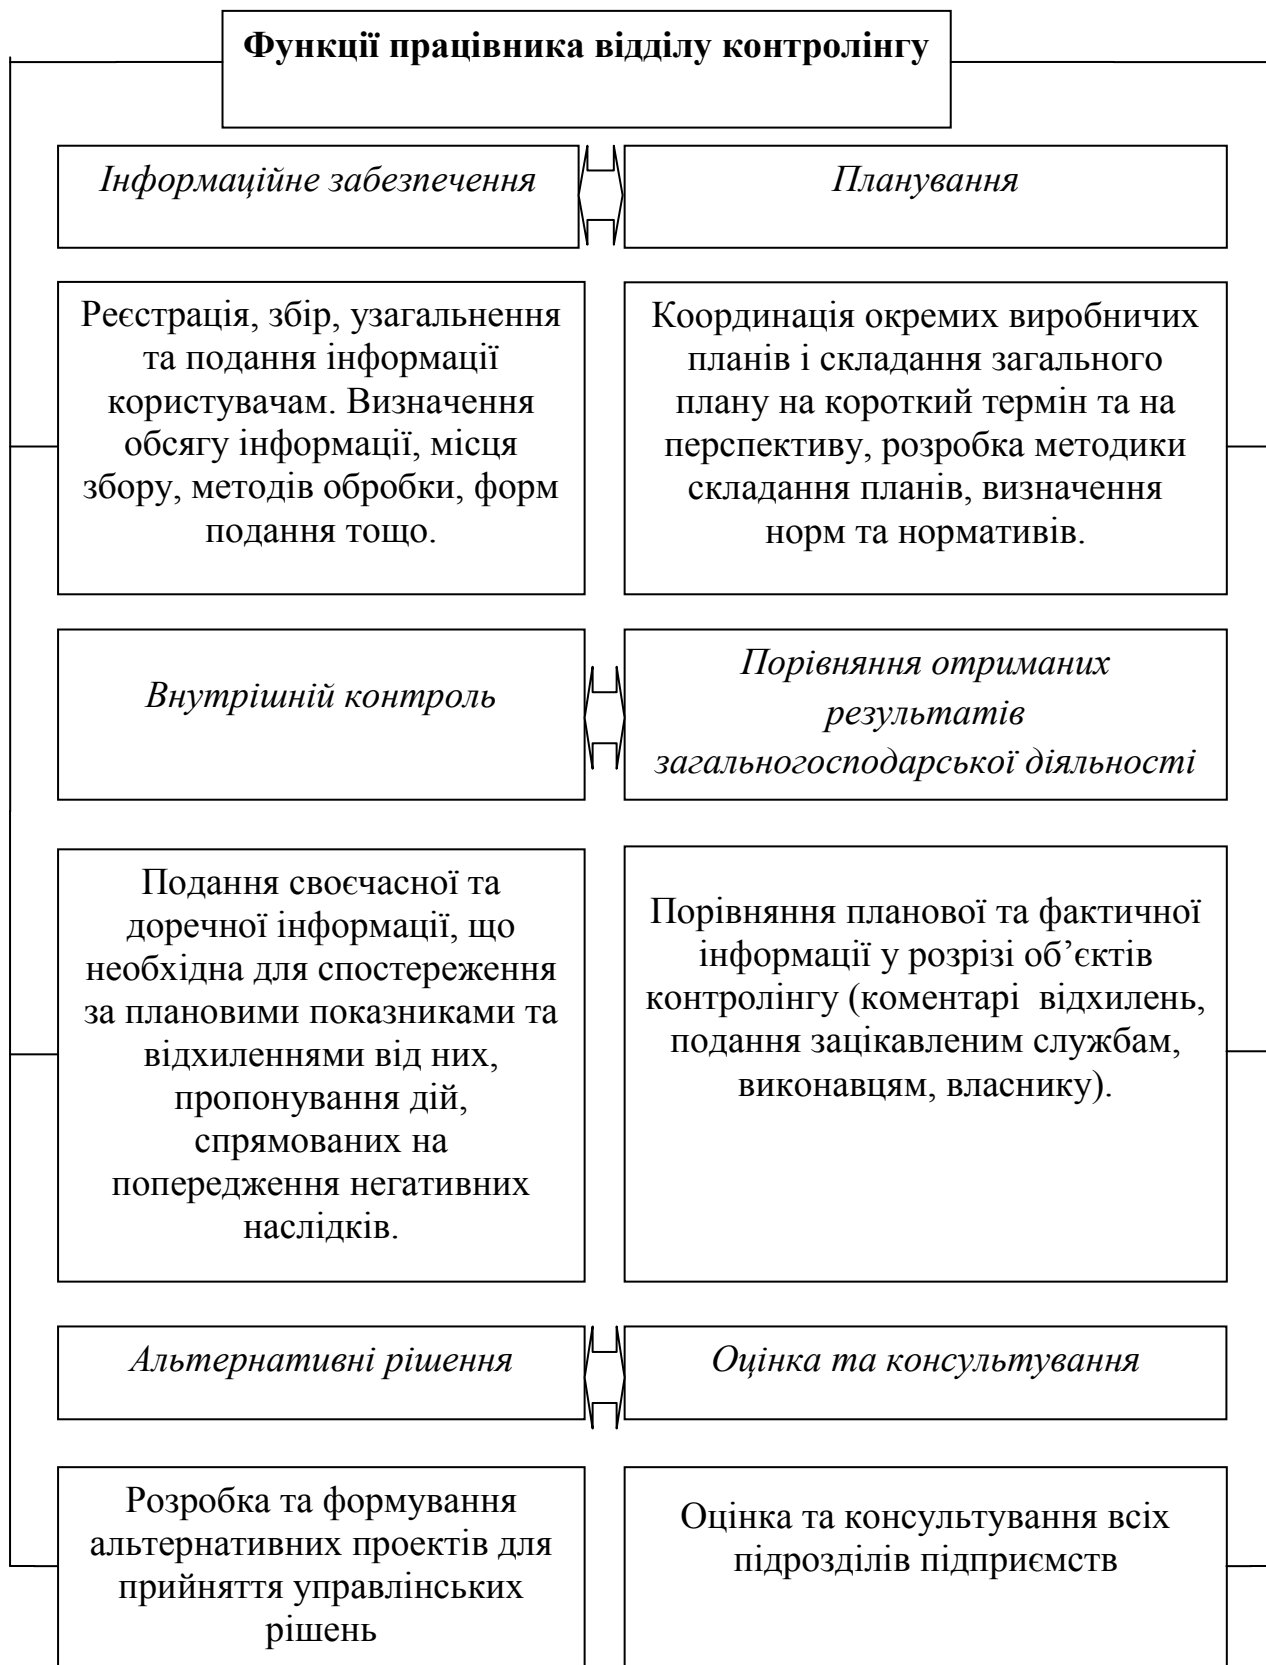 Функції працівника відділу контролінгу
Інформаційне забезпечення
Планування
Реєстрація, збір, узагальнення
та подання інформації
користувачам. Визначення
обсягу інформації, місця
збору, методів обробки, форм
подання тощо.
Координація окремих виробничих
планів і складання загального
плану на короткий термін та на
перспективу, розробка методики
складання планів, визначення
норм та нормативів.
Внутрішній контроль
Порівняння отриманих
результатів
загальногосподарської діяльності
Подання своєчасної та
доречної інформації, що
необхідна для спостереження
за плановими показниками та
відхиленнями від них,
пропонування дій,
спрямованих на
попередження негативних
наслідків.
Порівняння планової та фактичної
інформації у розрізі об’єктів
контролінгу (коментарі  відхилень,
подання зацікавленим службам,
виконавцям, власнику).
Альтернативні рішення
Оцінка та консультування
Розробка та формування
альтернативних проектів для
прийняття управлінських
рішень
Оцінка та консультування всіх
підрозділів підприємств